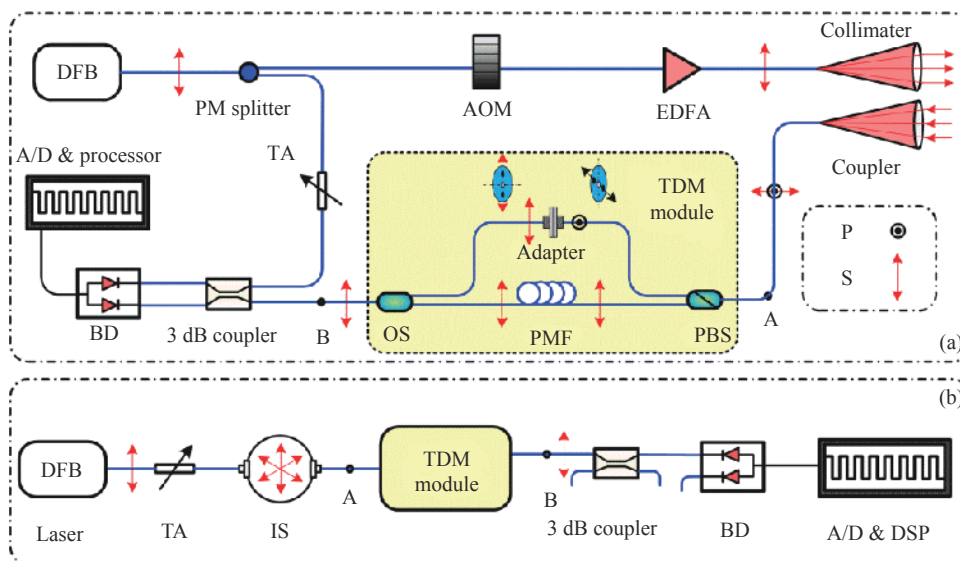 Collimater
DFB
PM splitter
AOM
EDFA
A/D & processor
TA
Coupler
TDM
module
Adapter
P
S
BD
3 dB coupler
B
OS
PMF
PBS
A
(a)
(b)
DFB
TDM
module
A
B
Laser
TA
IS
3 dB coupler
BD
A/D & DSP